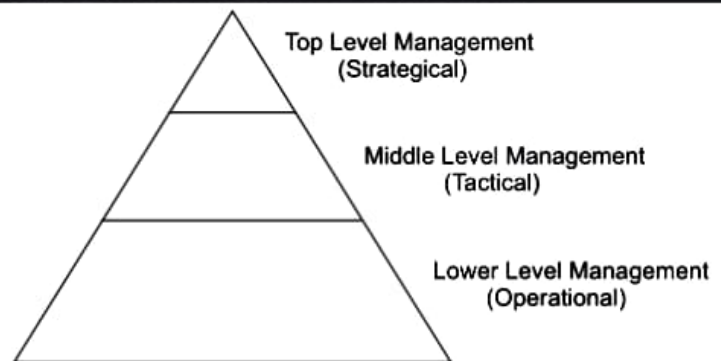 Top Level Management
(Strategical)
Middle Level Management
(Tactical)
Lower Level Management
(Operational)